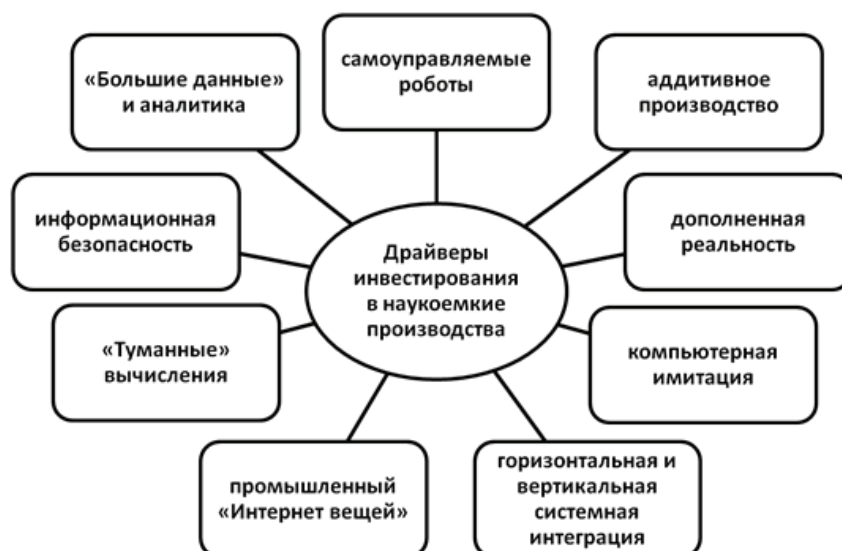 «Большие данные»
и аналитика
самоуправляемые
роботы
аддитивное
производство
информационная
безопасность
Драйверы
инвестирования
в наукоемкие
производства
дополненная
реальность
«Туманные»
вычисления
компьютерная
имитация
промышленный
«Интернет вещей»
горизонтальная и
вертикальная
системная
интеграция